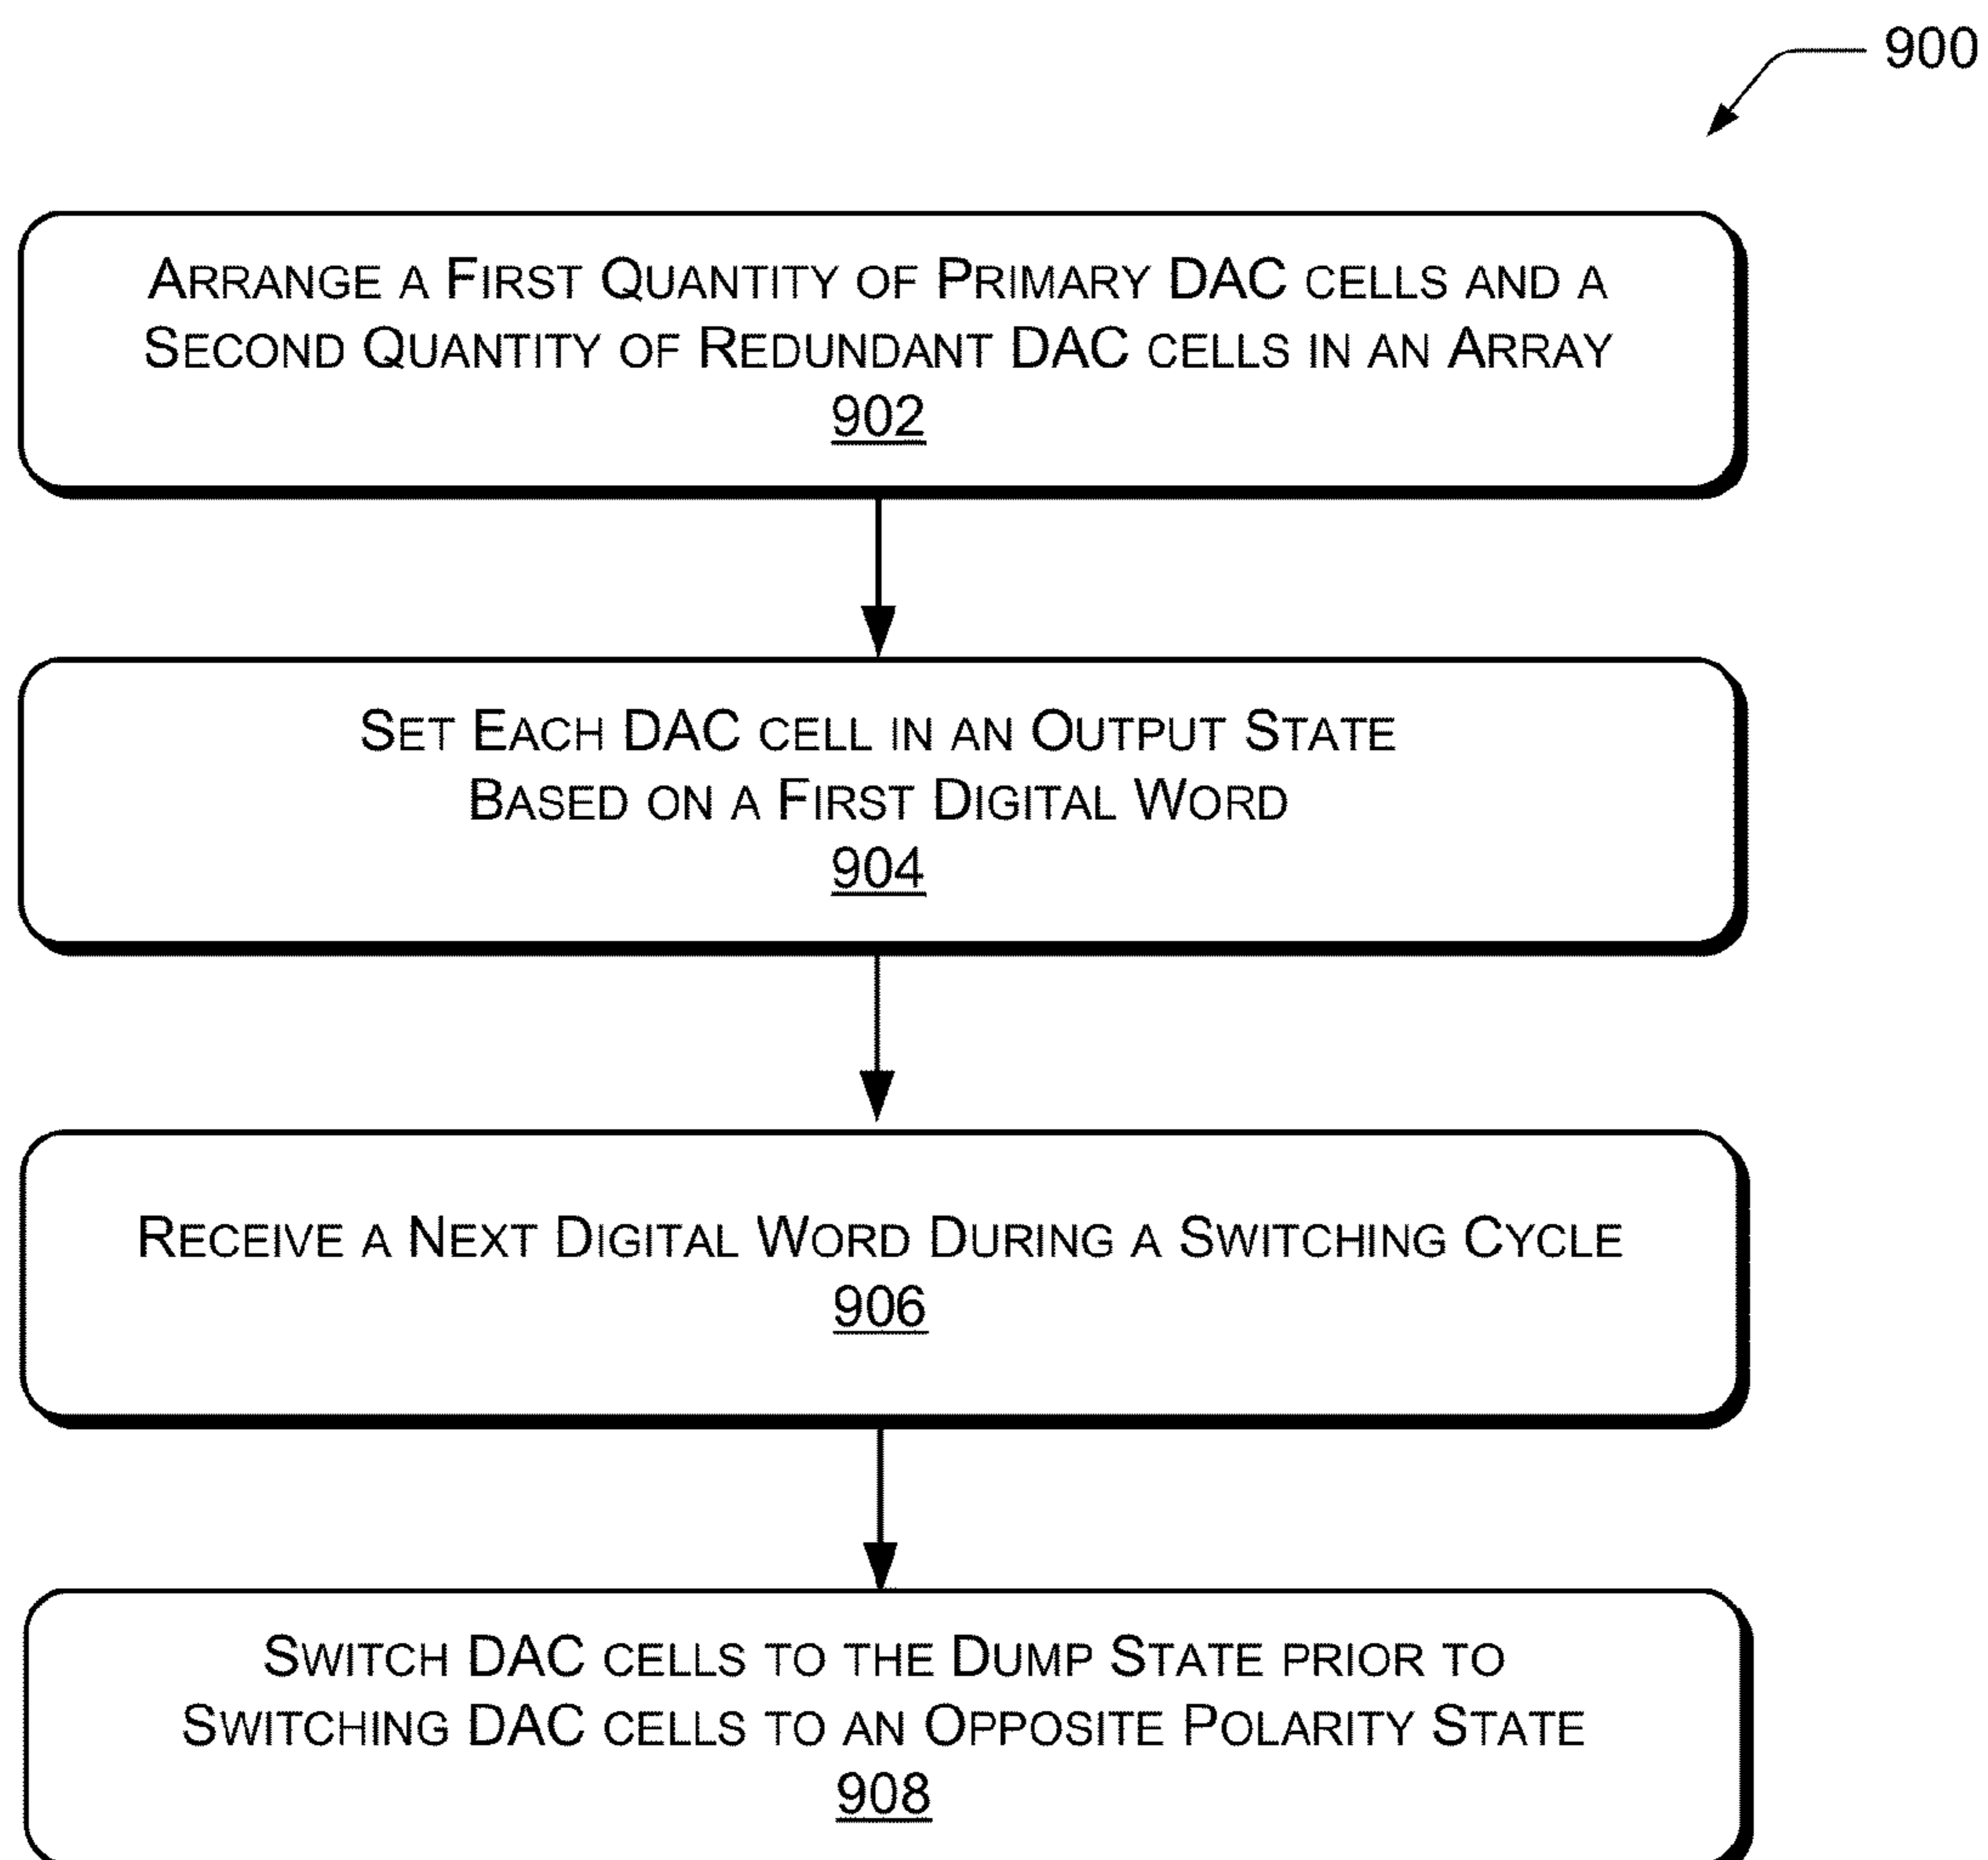 900
ARRANGE A FIRST QUANTITY OF PRIMARY DAC CELLS AND A
SECOND QUANTITY OF REDUNDANT DAC CELLS IN AN ARRAY
902
SET EACH DAC CELL IN AN OUTPUT STATE
BASED ON A FIRST DIGITAL WORD
904
RECEIVE A NEXT DIGITAL WORD DURING A SWITCHING CYCLE
906
SWITCH DAC CELLS TO THE DUMP STATE PRIOR TO
SWITCHING DAC CELLS TO AN OPPOSITE POLARITY STATE
908